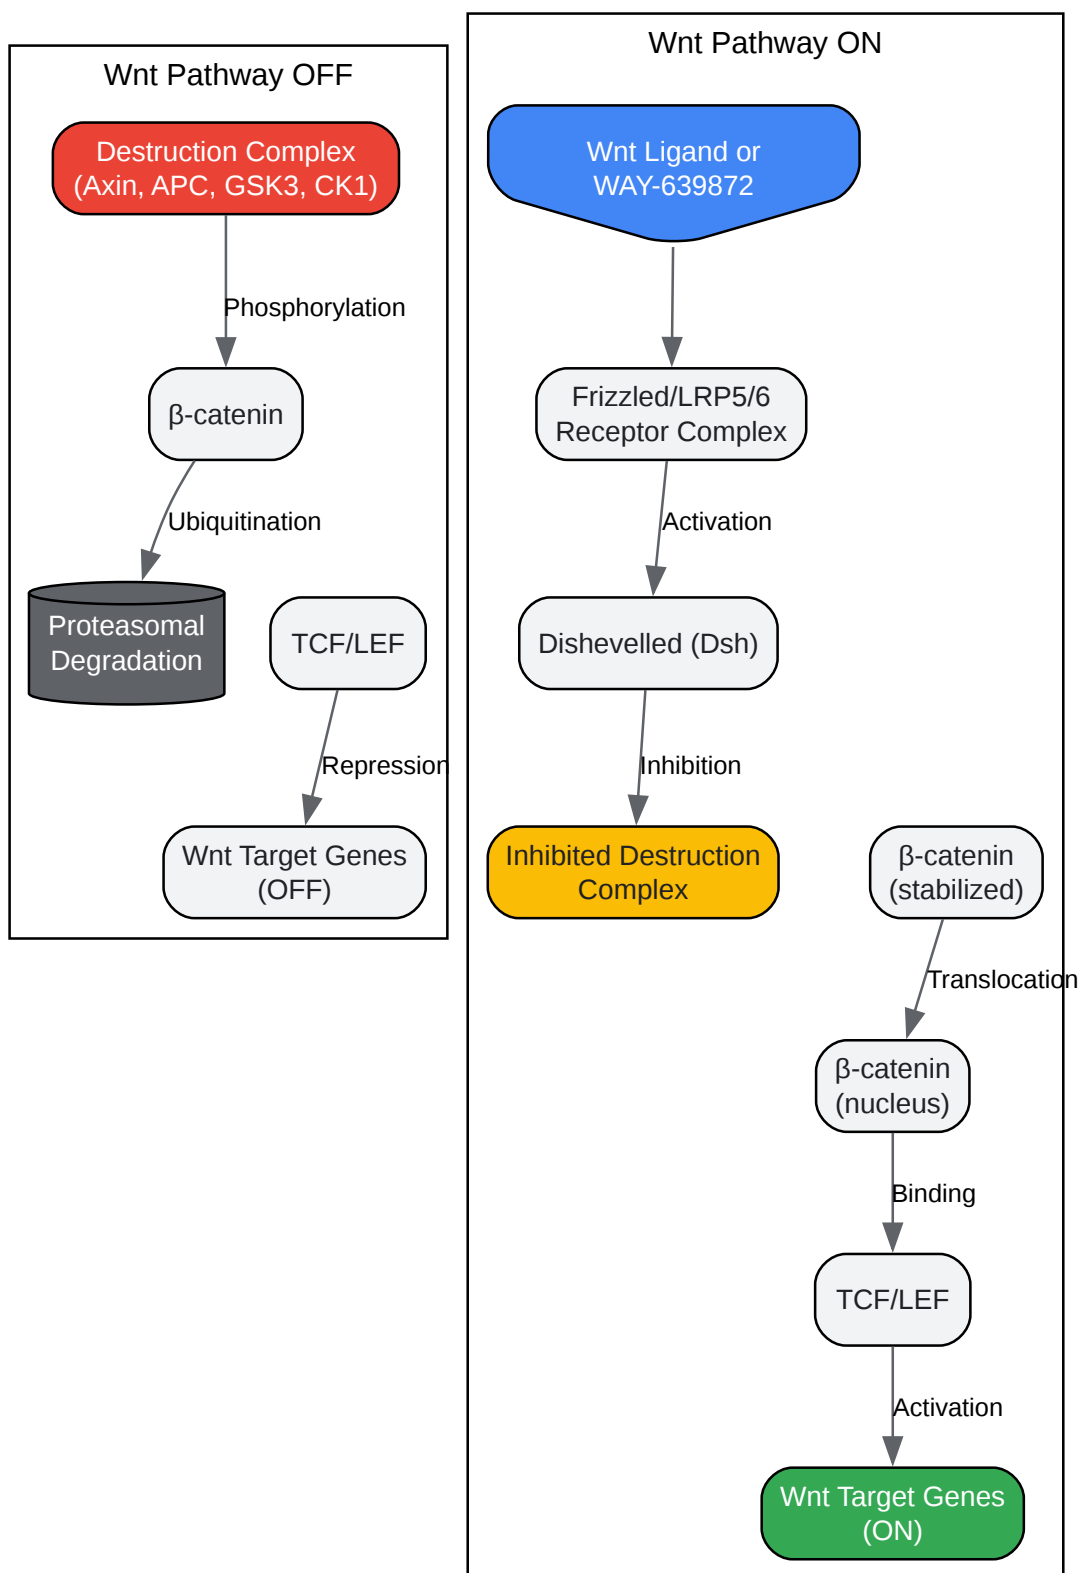 Wnt Pathway OFF
Destruction Complex
(Axin, APC, GSK3, CK1)
Phosphorylation
β-catenin
Ubiquitination
Proteasomal
Degradation
TCF/LEF
Repression
Wnt Target Genes
(OFF)
Wnt Pathway ON
Wnt Ligand or
WAY-639872
Frizzled/LRP5/6
Receptor Complex
Activation
Dishevelled (Dsh)
Inhibition
Inhibited Destruction
Complex
β-catenin
(stabilized)
Translocation
β-catenin
(nucleus)
Binding
TCF/LEF
Activation
Wnt Target Genes
(ON)